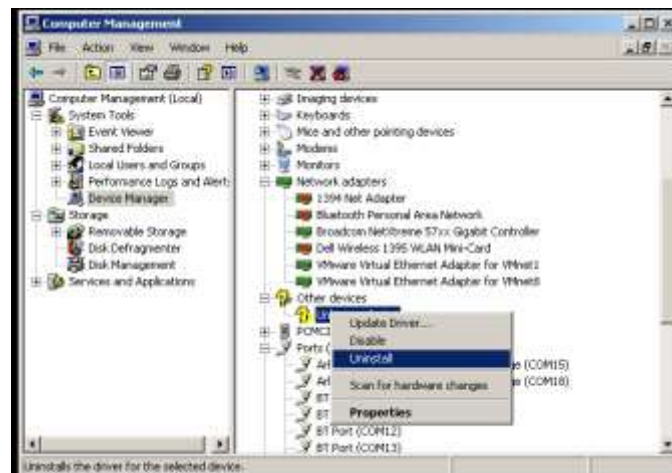 Computer Management
File Action View Window Help
Computer Management (Local)
System Tools
Event Viewer
Shared Folders
Local Users and Groups
Performance Logs and Alert
Device Manager
Storage
Removable Storage
Disk Defragmenter
Disk Management
Services and Applications
Imaging devices
Keyboards
Mice and other pointing devices
Modems
Monitors
Network adapters
1394 Net Adapter
Bluetooth Personal Area Network
Broadcom NetXtreme 57xx Gigabit Controller
Dell Wireless 1395 WLAN Mini-Card
VMware Virtual Ethernet Adapter for VMnet1
VMware Virtual Ethernet Adapter for VMnet8
Other devices
PCMCI
Ports (
(COM15)
(COM18)
BT
BT
BT Port (COM12)
BT Port (COM13)
Update Driver...
Disable
Uninstall
Scan for hardware changes
Properties
Uninstalls the driver for the selected device.